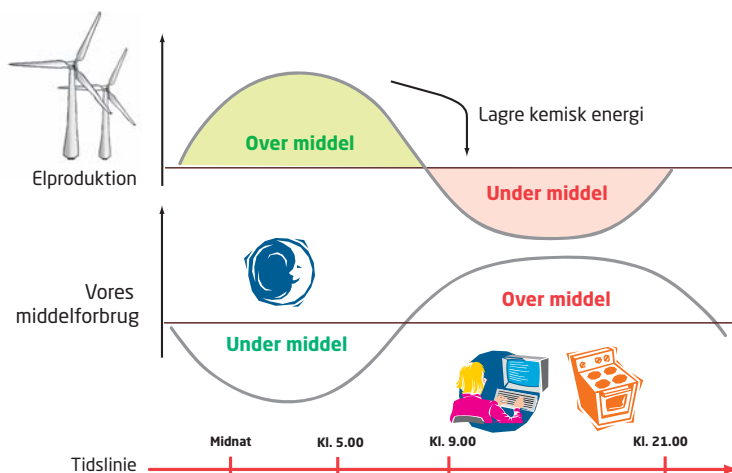 Over middel
Lagre kemisk energi
Elproduktion
Under middel
Vores
middelforbrug
Over middel
Under middel
Midnat Kl. 5.00 Kl. 9.00 Kl. 21.00
Tidslinie